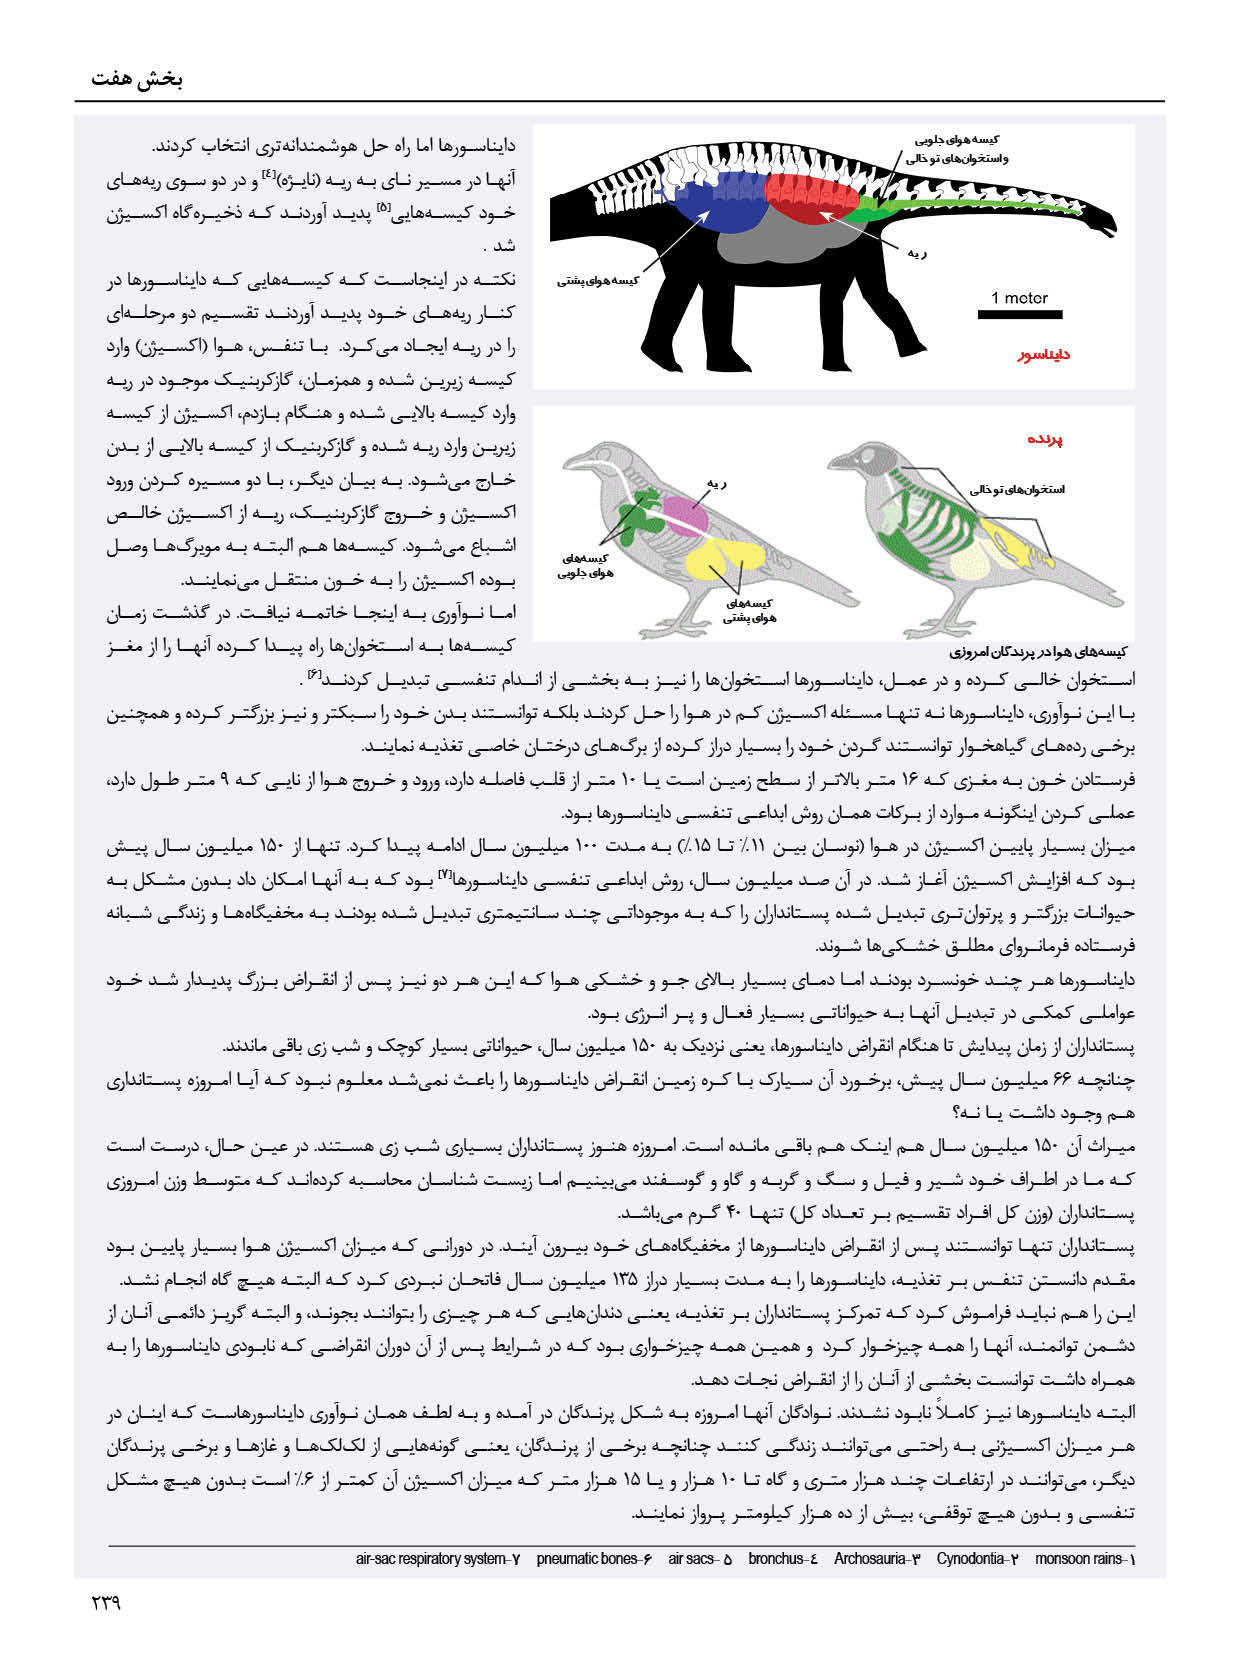 بخش هفت
کیسه هوای جلویی
و استخوان‌های تو خالی
ریه
کیسه هوای پشتی
1 meter
دایناسور
پرنده
ریه
استخوان‌های تو خالی
کیسه‌های
هوای جلویی
کیسه‌های
هوای پشتی
کیسه‌های هوا در پرندگان امروزی
دایناسورها اما راه حل هوشمندانه‌تری انتخاب کردند.
آنها در مسیر نای به ریه (نایژه)[٤] و در دو سوی ریه‌های
خود کیسه‌هایی[۵] پدید آوردند که ذخیره‌گاه اکسیژن
شد .
نکته در اینجاست که کیسه‌هایی که دایناسورها در
کنار ریه‌های خود پدید آوردند تقسیم دو مرحله‌ای
را در ریه ایجاد می‌کرد. با تنفس، هوا (اکسیژن) وارد
کیسه زیرین شده و همزمان، گازکربنیک موجود در ریه
وارد کیسه بالایی شده و هنگام بازدم، اکسیژن از کیسه
زیرین وارد ریه شده و گازکربنیک از کیسه بالایی از بدن
خارج می‌شود. به بیان دیگر، با دو مسیره کردن ورود
اکسیژن و خروج گازکربنیک، ریه از اکسیژن خالص
اشباع می‌شود. کیسه‌ها هم البته به مویرگ‌ها وصل
بوده اکسیژن را به خون منتقل می‌نمایند.
اما نوآوری به اینجا خاتمه نیافت. در گذشت زمان
کیسه‌ها به استخوان‌ها راه پیدا کرده آنها را از مغز
استخوان خالی کرده و در عمل، دایناسورها استخوان‌ها را نیز به بخشی از اندام تنفسی تبدیل کردند[۶] .
با این نوآوری، دایناسورها نه تنها مسئله اکسیژن کم در هوا را حل کردند بلکه توانستند بدن خود را سبکتر و نیز بزرگتر کرده و همچنین
برخی رده‌های گیاهخوار توانستند گردن خود را بسیار دراز کرده از برگ‌های درختان خاصی تغذیه نمایند.
فرستادن خون به مغزی که ۱۶ متر بالاتر از سطح زمین است یا ۱۰ متر از قلب فاصله دارد، ورود و خروج هوا از نایی که ۹ متر طول دارد،
عملی کردن اینگونه موارد از برکات همان روش ابداعی تنفسی دایناسورها بود.
میزان بسیار پایین اکسیژن در هوا (نوسان بین ۱۱٪ تا ۱۵٪) به مدت ۱۰۰ میلیون سال ادامه پیدا کرد. تنها از ۱۵۰ میلیون سال پیش
بود که افزایش اکسیژن آغاز شد. در آن صد میلیون سال، روش ابداعی تنفسی دایناسورها[۷] بود که به آنها امکان داد بدون مشکل به
حیوانات بزرگتر و پرتوان‌تری تبدیل شده پستانداران را که به موجوداتی چند سانتیمتری تبدیل شده بودند به مخفیگاه‌ها و زندگی شبانه
فرستاده فرمانروای مطلق خشکی‌ها شوند.
دایناسورها هر چند خونسرد بودند اما دمای بسیار بالای جو و خشکی هوا که این هر دو نیز پس از انقراض بزرگ پدیدار شد خود
عواملی کمکی در تبدیل آنها به حیواناتی بسیار فعال و پر انرژی بود.
پستانداران از زمان پیدایش تا هنگام انقراض دایناسورها، یعنی نزدیک به ۱۵۰ میلیون سال، حیواناتی بسیار کوچک و شب زی باقی ماندند.
چنانچه ۶۶ میلیون سال پیش، برخورد آن سیارک با کره زمین انقراض دایناسورها را باعث نمی‌شد معلوم نبود که آیا امروزه پستانداری
هم وجود داشت یا نه؟
میراث آن ۱۵۰ میلیون سال هم اینک هم باقی مانده است. امروزه هنوز پستانداران بسیاری شب زی هستند. در عین حال، درست است
که ما در اطراف خود شیر و فیل و سگ و گربه و گاو و گوسفند می‌بینیم اما زیست شناسان محاسبه کرده‌اند که متوسط وزن امروزی
پستانداران (وزن کل افراد تقسیم بر تعداد کل) تنها ۴۰ گرم می‌باشد.
پستانداران تنها توانستند پس از انقراض دایناسورها از مخفیگاه‌های خود بیرون آیند. در دورانی که میزان اکسیژن هوا بسیار پایین بود
مقدم دانستن تنفس بر تغذیه، دایناسورها را به مدت بسیار دراز ۱۳۵ میلیون سال فاتحان نبردی کرد که البته هیچ گاه انجام نشد.
این را هم نباید فراموش کرد که تمرکز پستانداران بر تغذیه، یعنی دندان‌هایی که هر چیزی را بتوانند بجوند، و البته گریز دائمی آنان از
دشمن توانمند، آنها را همه چیزخوار کرد و همین همه چیزخواری بود که در شرایط پس از آن دوران انقراضی که نابودی دایناسورها را به
همراه داشت توانست بخشی از آنان را از انقراض نجات دهد.
البته دایناسورها نیز کاملاً نابود نشدند. نوادگان آنها امروزه به شکل پرندگان در آمده و به لطف همان نوآوری دایناسورهاست که اینان در
هر میزان اکسیژنی به راحتی می‌توانند زندگی کنند چنانچه برخی از پرندگان، یعنی گونه‌هایی از لک‌لک‌ها و غازها و برخی پرندگان
دیگر، می‌توانند در ارتفاعات چند هزار متری و گاه تا ۱۰ هزار و یا ۱۵ هزار متر که میزان اکسیژن آن کمتر از ۶٪ است بدون هیچ مشکل
تنفسی و بدون هیچ توقفی، بیش از ده هزار کیلومتر پرواز نمایند.
۱-monsoon rains ۲-Cynodontia ۳-Archosauria ٤-bronchus ۵ -air sacs ۶-pneumatic bones ۷-air-sac respiratory system
۲۳۹